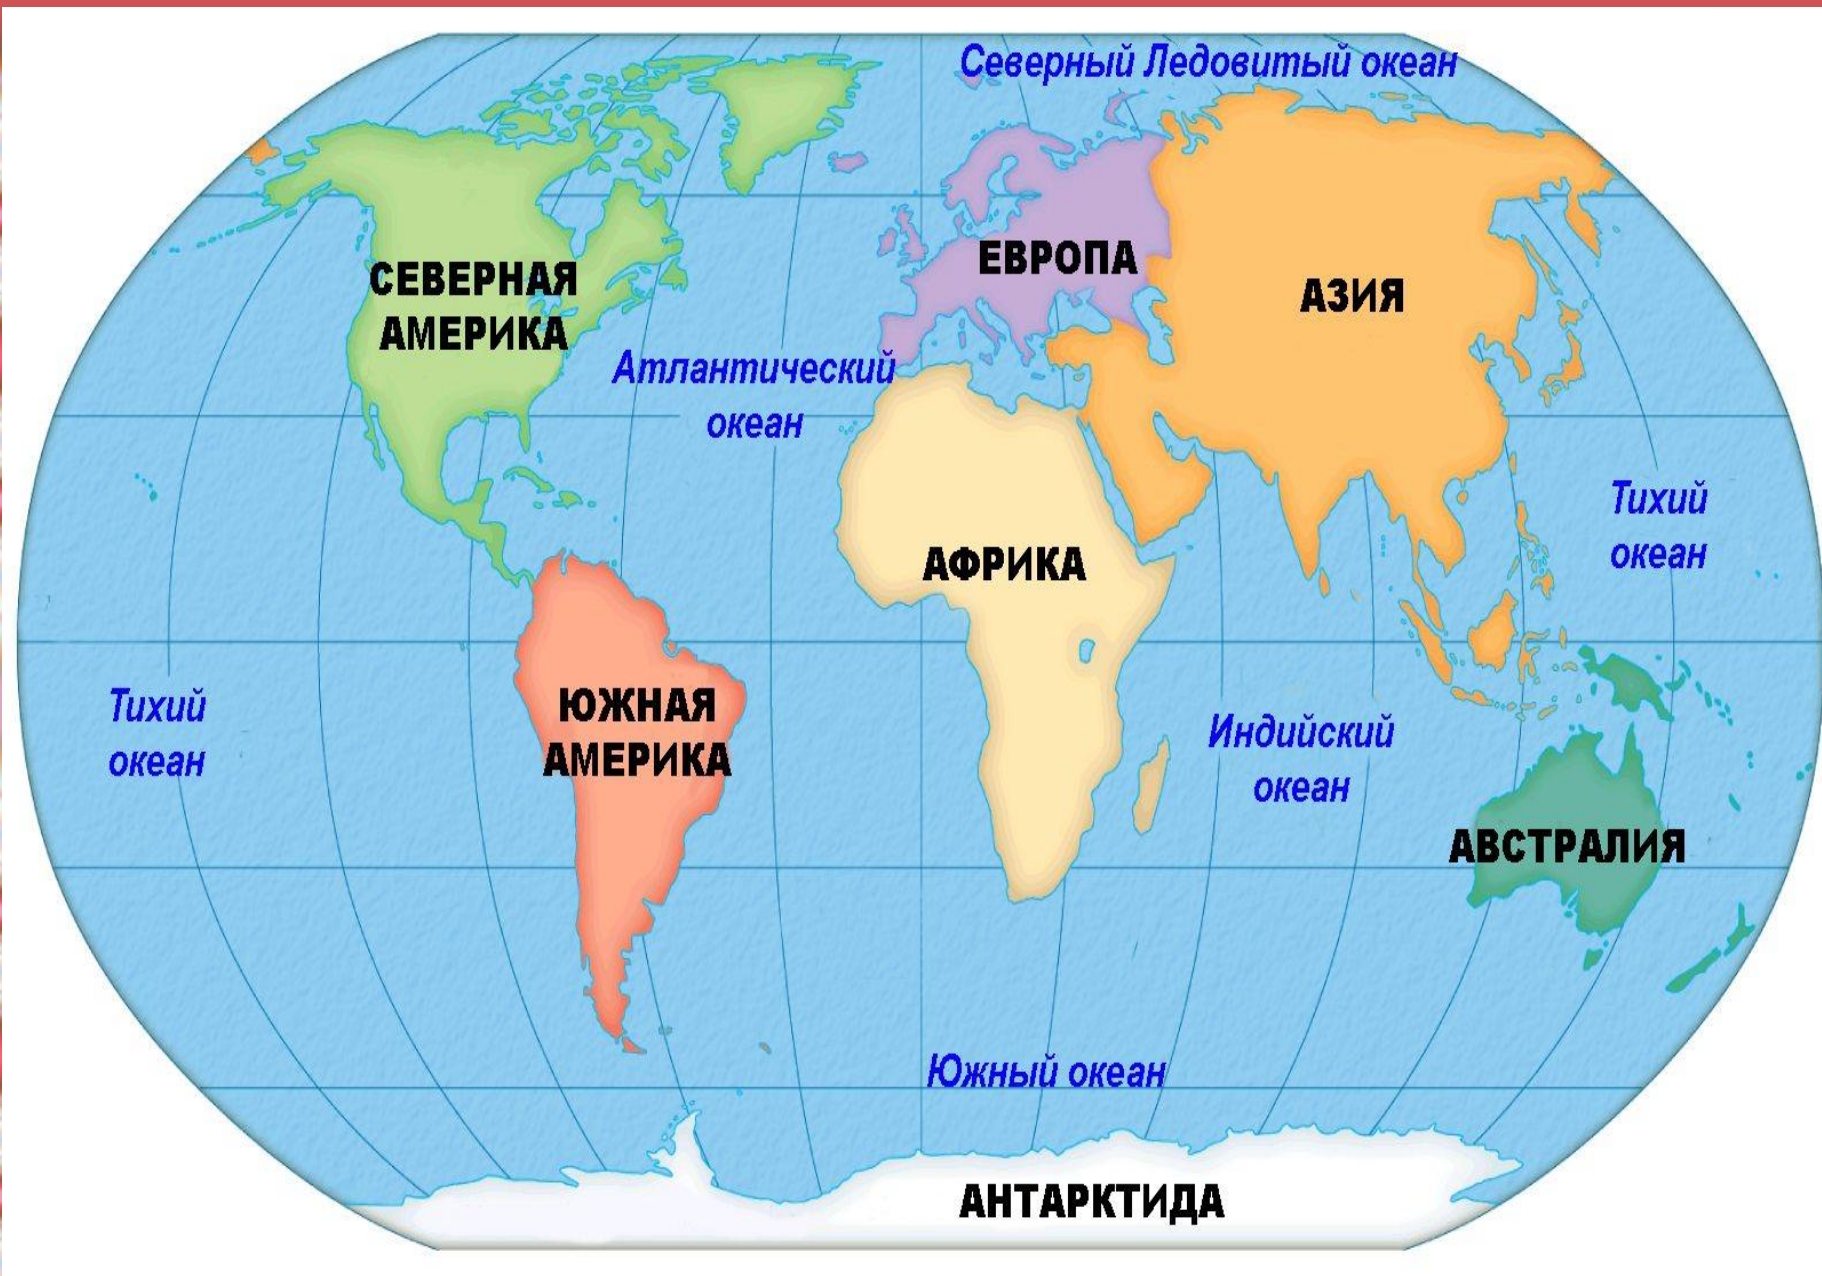 Северный Ледовитый океан
ЕВРОПА
СЕВЕРНАЯ
АМЕРИКА
АЗИЯ
Атлантический
океан
Тихий
океан
АФРИКА
Тихий
океан
ЮЖНАЯ
АМЕРИКА
Индийский
океан
АВСТРАЛИЯ
Южный океан
АНТАРКТИДА